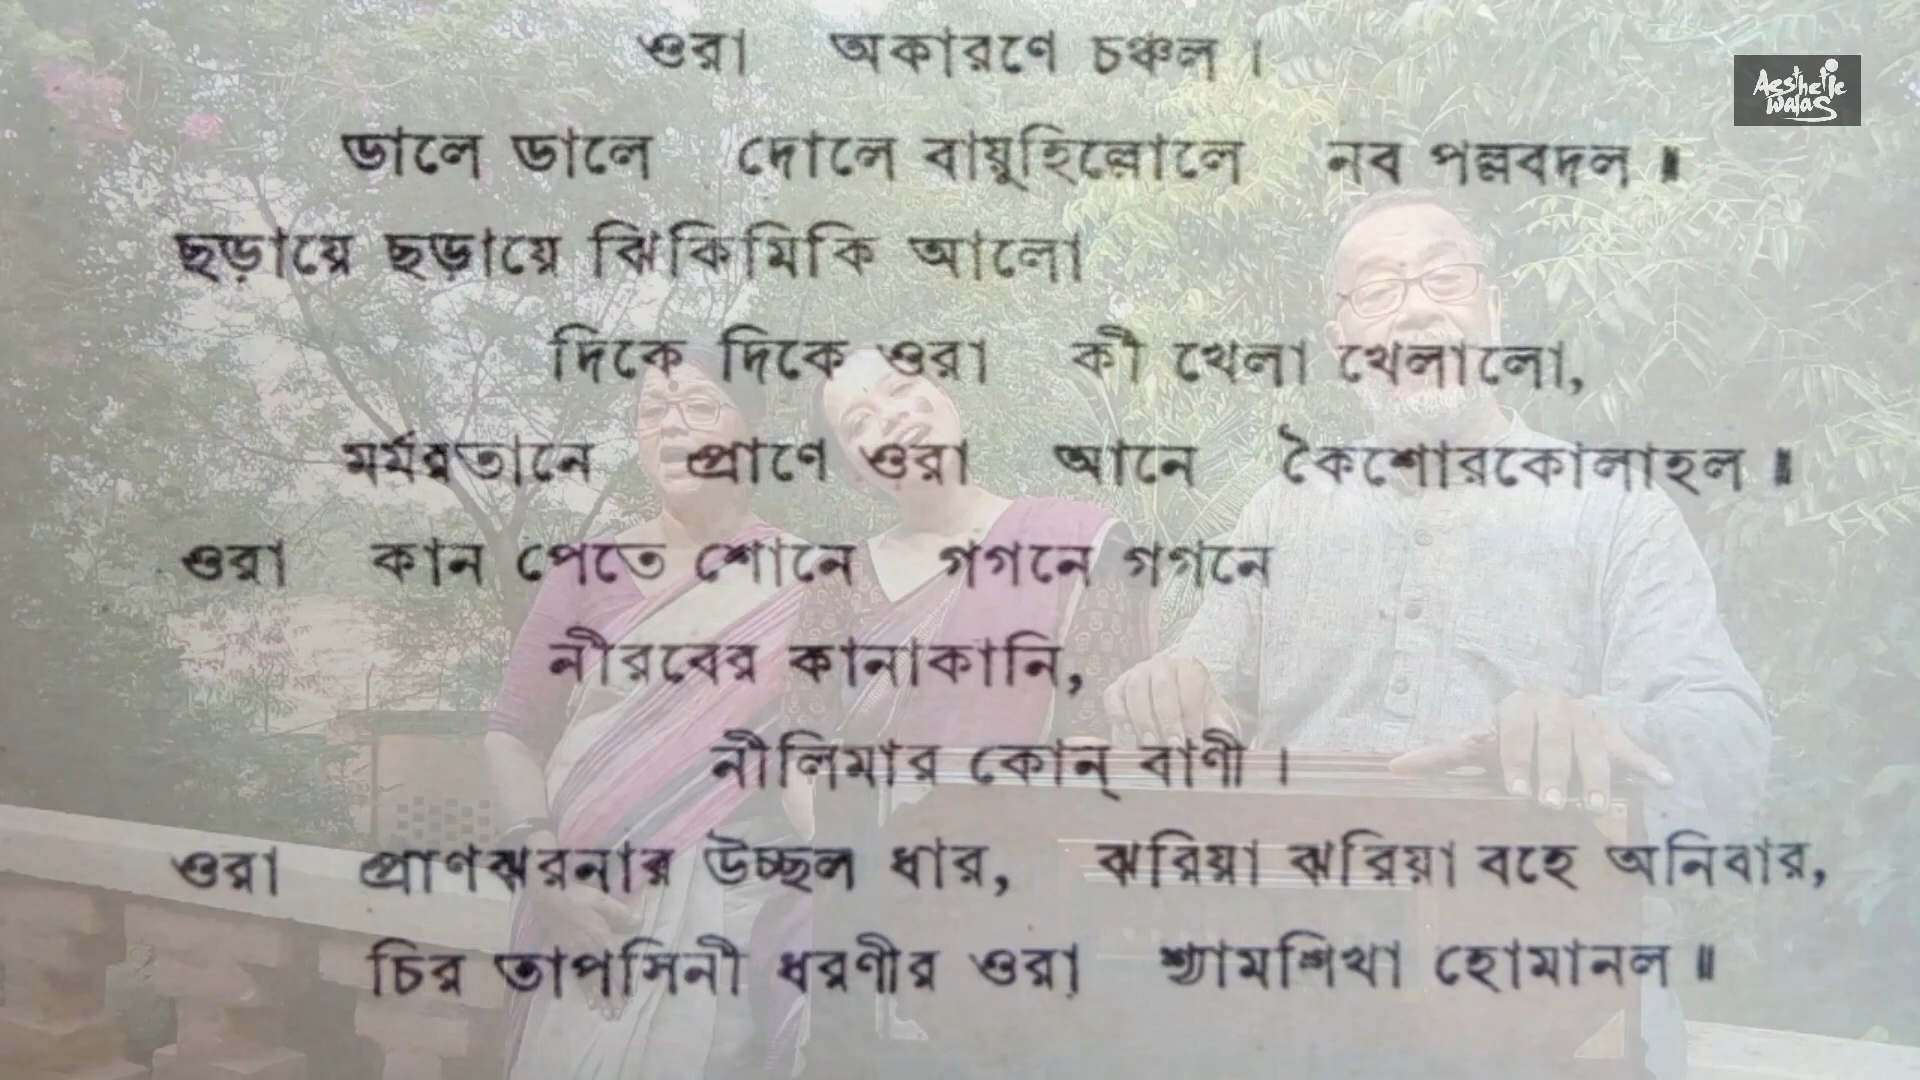 ওরা অকারণে চঞ্চল ।
Aesthetic Walas
ডালে ডালে দোলে বায়ুহিল্লোলে নব পল্লবদল ॥
ছড়ায়ে ছড়ায়ে ঝিকিমিকি আলো
দিকে দিকে ওরা কী খেলা খেলালো,
মর্মরতানে প্রাণে ওরা আনে কৈশোরকোলাহল ॥
ওরা কান পেতে শোনে গগনে গগনে
নীরবের কানাকানি,
নীলিমার কোন্ বাণী ।
ওরা প্রাণঝরনার উচ্ছল ধার, ঝরিয়া ঝরিয়া বহে অনিবার,
চির তাপসিনী ধরণীর ওরা শ্যামশিখা হোমানল ॥